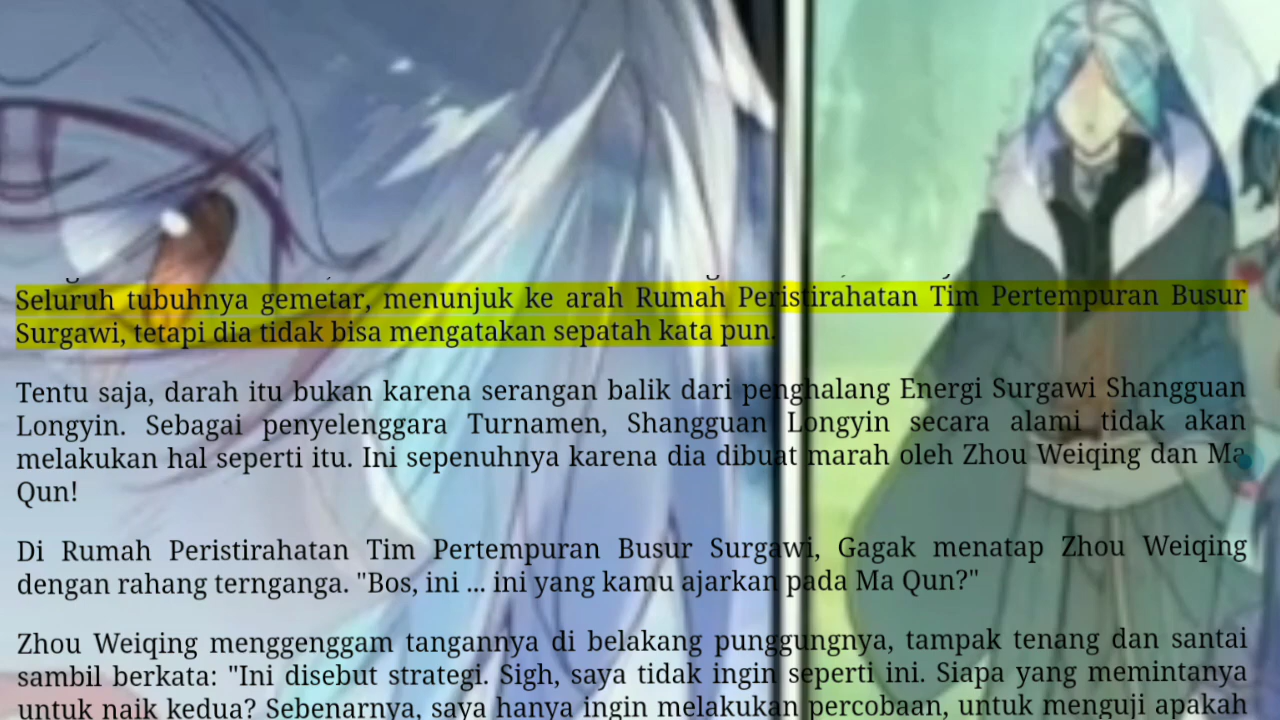 Seluruh tubuhnya gemetar, menunjuk ke arah Rumah Peristirahatan Tim Pertempuran Busur
Surgawi, tetapi dia tidak bisa mengatakan sepatah kata pun.
Tentu saja, darah itu bukan karena serangan balik dari penghalang Energi Surgawi Shangguan
Longyin. Sebagai penyelenggara Turnamen, Shangguan Longyin secara alami tidak akan
melakukan hal seperti itu. Ini sepenuhnya karena dia dibuat marah oleh Zhou Weiqing dan Ma
Qun!
Di Rumah Peristirahatan Tim Pertempuran Busur Surgawi, Gagak menatap Zhou Weiqing
dengan rahang ternganga. "Bos, ini ... ini yang kamu ajarkan pada Ma Qun?"
Zhou Weiqing menggenggam tangannya di belakang punggungnya, tampak tenang dan santai
sambil berkata: "Ini disebut strategi. Sigh, saya tidak ingin seperti ini. Siapa yang memintanya
untuk naik kedua? Sebenarnya, saya hanya ingin melakukan percobaan, untuk menguji apakah